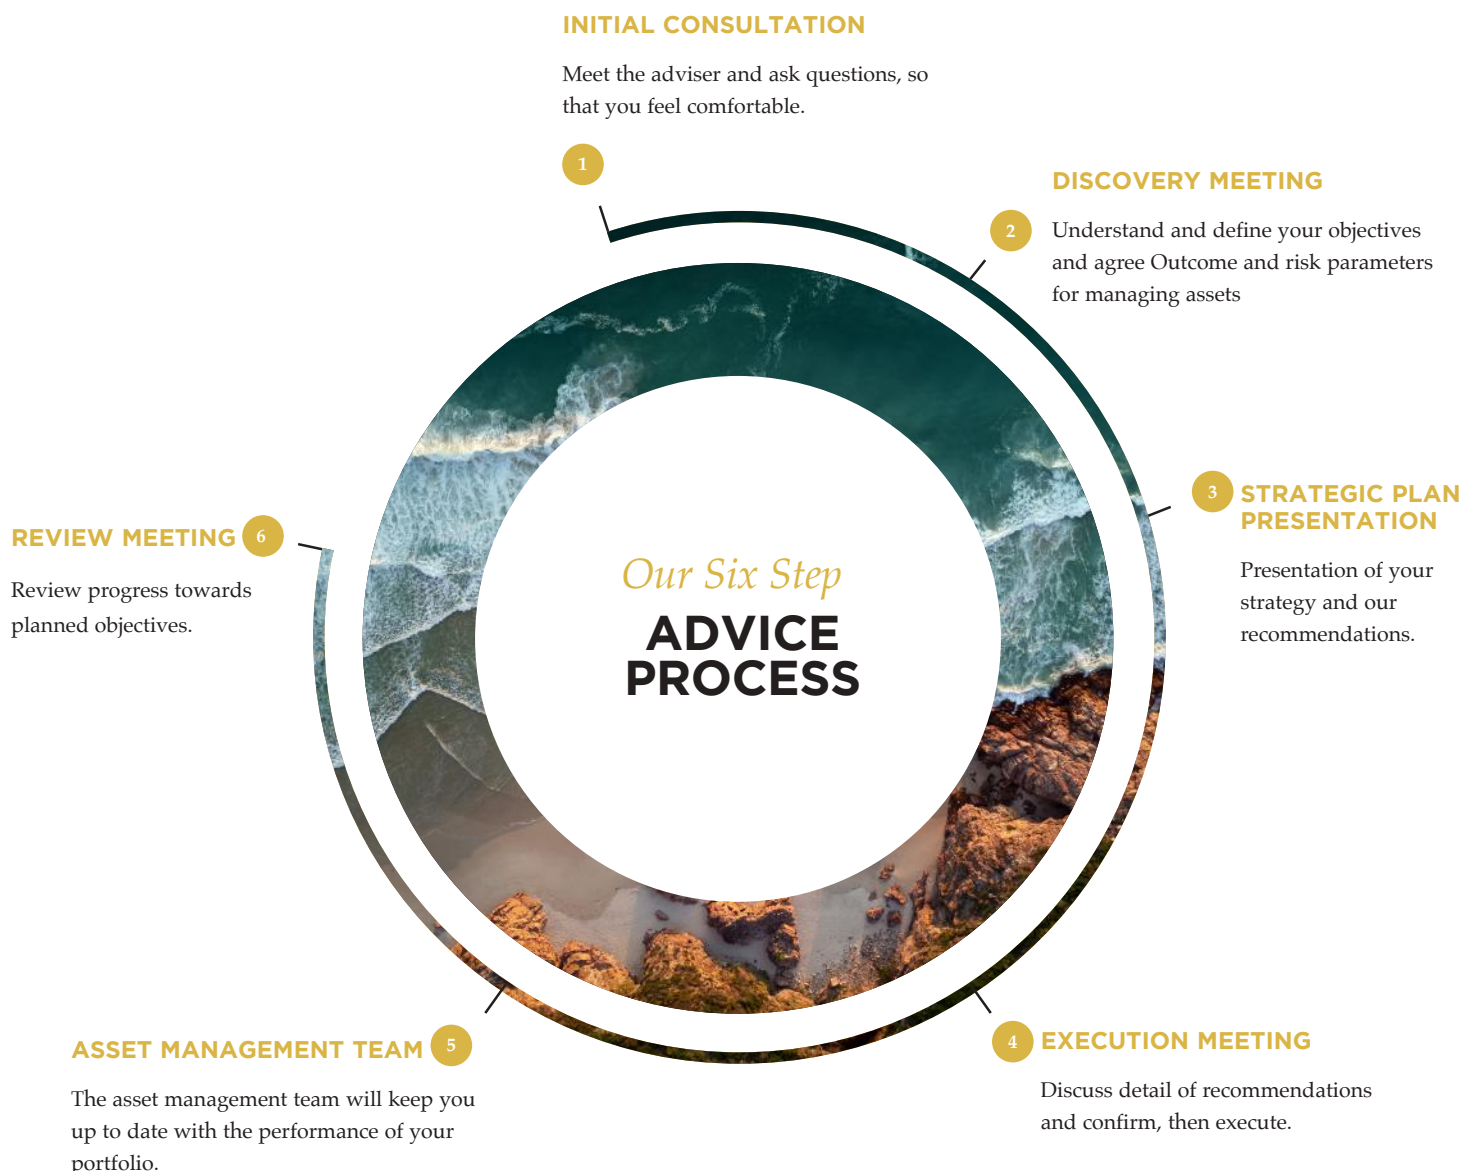 INITIAL CONSULTATION
Meet the adviser and ask questions, so
that you feel comfortable.
1
DISCOVERY MEETING
2
Understand and define your objectives
and agree Outcome and risk parameters
for managing assets
3
STRATEGIC PLAN
PRESENTATION
Presentation of your
strategy and our
recommendations.
Our Six Step
ADVICE
PROCESS
4
EXECUTION MEETING
Discuss detail of recommendations
and confirm, then execute.
ASSET MANAGEMENT TEAM
5
The asset management team will keep you
up to date with the performance of your
portfolio.
REVIEW MEETING
6
Review progress towards
planned objectives.